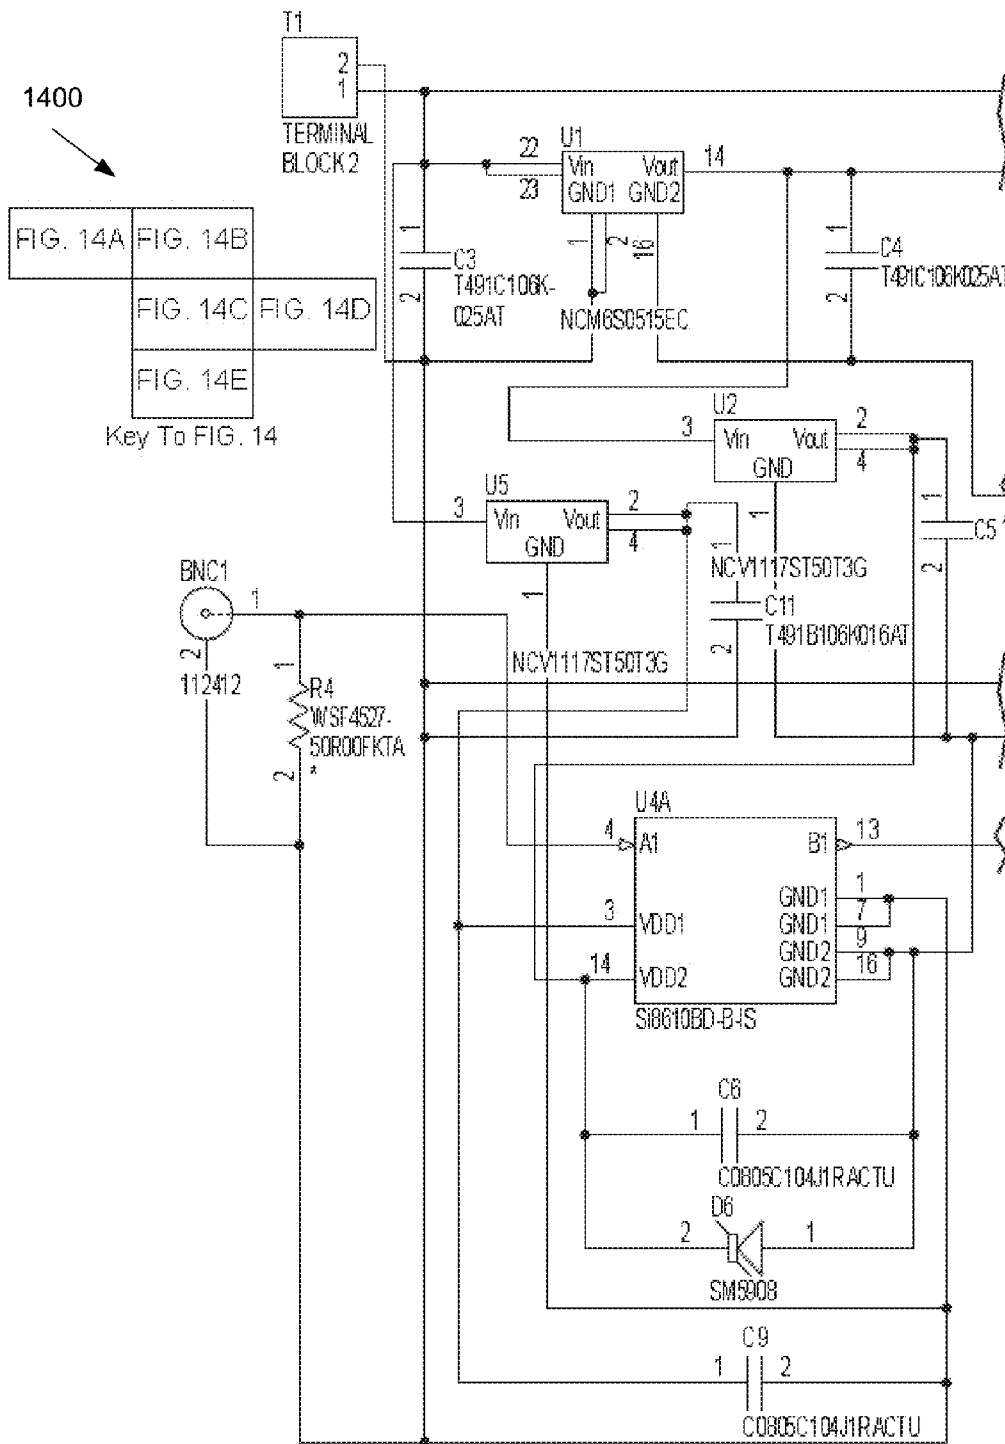 T1
2
1
TERMINAL
BLOCK 2
1400
FIG. 14A
FIG. 14B
FIG. 14C
FIG. 14D
FIG. 14E
Key To FIG. 14
U1
22
23
Vin
Vout
GND1
GND2
14
1
2
16
NCM6S0515EC
1
2
C3
T491C106K-
025AT
1
2
C4
T491C106K025AT
U2
3
Vin
Vout
GND
2
4
1
NCV1117ST50T3G
1
2
C5
U5
3
Vin
Vout
GND
2
4
1
NCV1117ST50T3G
1
2
C11
T491B106K016AT
BNC1
1
2
112412
1
2
R4
WSF4527-
50R00FKTA
*
U4A
4
A1
B1
13
GND1
1
GND1
7
3
VDD1
GND2
9
14
VDD2
GND2
16
Si8610BD-B-IS
C6
1
2
C0805C104J1RACTU
D6
2
1
SM5908
C9
1
2
C0805C104J1RACTU